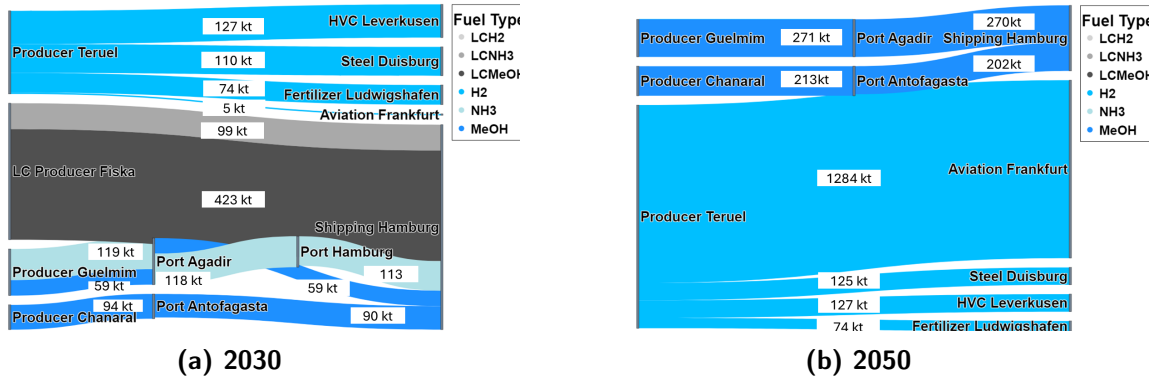 127 kt
HVC Leverkusen
Producer Teruel
110 kt
Steel Duisburg
74 kt
Fertilizer Ludwigshafen
5 kt
Aviation Frankfurt
99 kt
LC Producer Fiska
423 kt
Shipping Hamburg
119 kt
Port Agadir
Port Hamburg
Producer Guelmim
118 kt
113
59 kt
59 kt
94 kt
Port Antofagasta
Producer Chanaral
90 kt
Fuel Type
LCH2
LCNH3
LCMeOH
H2
NH3
MeOH
(a) 2030
Producer Guelmim
271 kt
Port Agadir
270kt
Shipping Hamburg
Producer Chanaral
213kt
Port Antofagasta
202kt
1284 kt
Aviation Frankfurt
Producer Teruel
125 kt
Steel Duisburg
127 kt
HVC Leverkusen
74 kt
Fertilizer Ludwigshafen
Fuel Type
LCH2
LCNH3
LCMeOH
H2
NH3
MeOH
(b) 2050